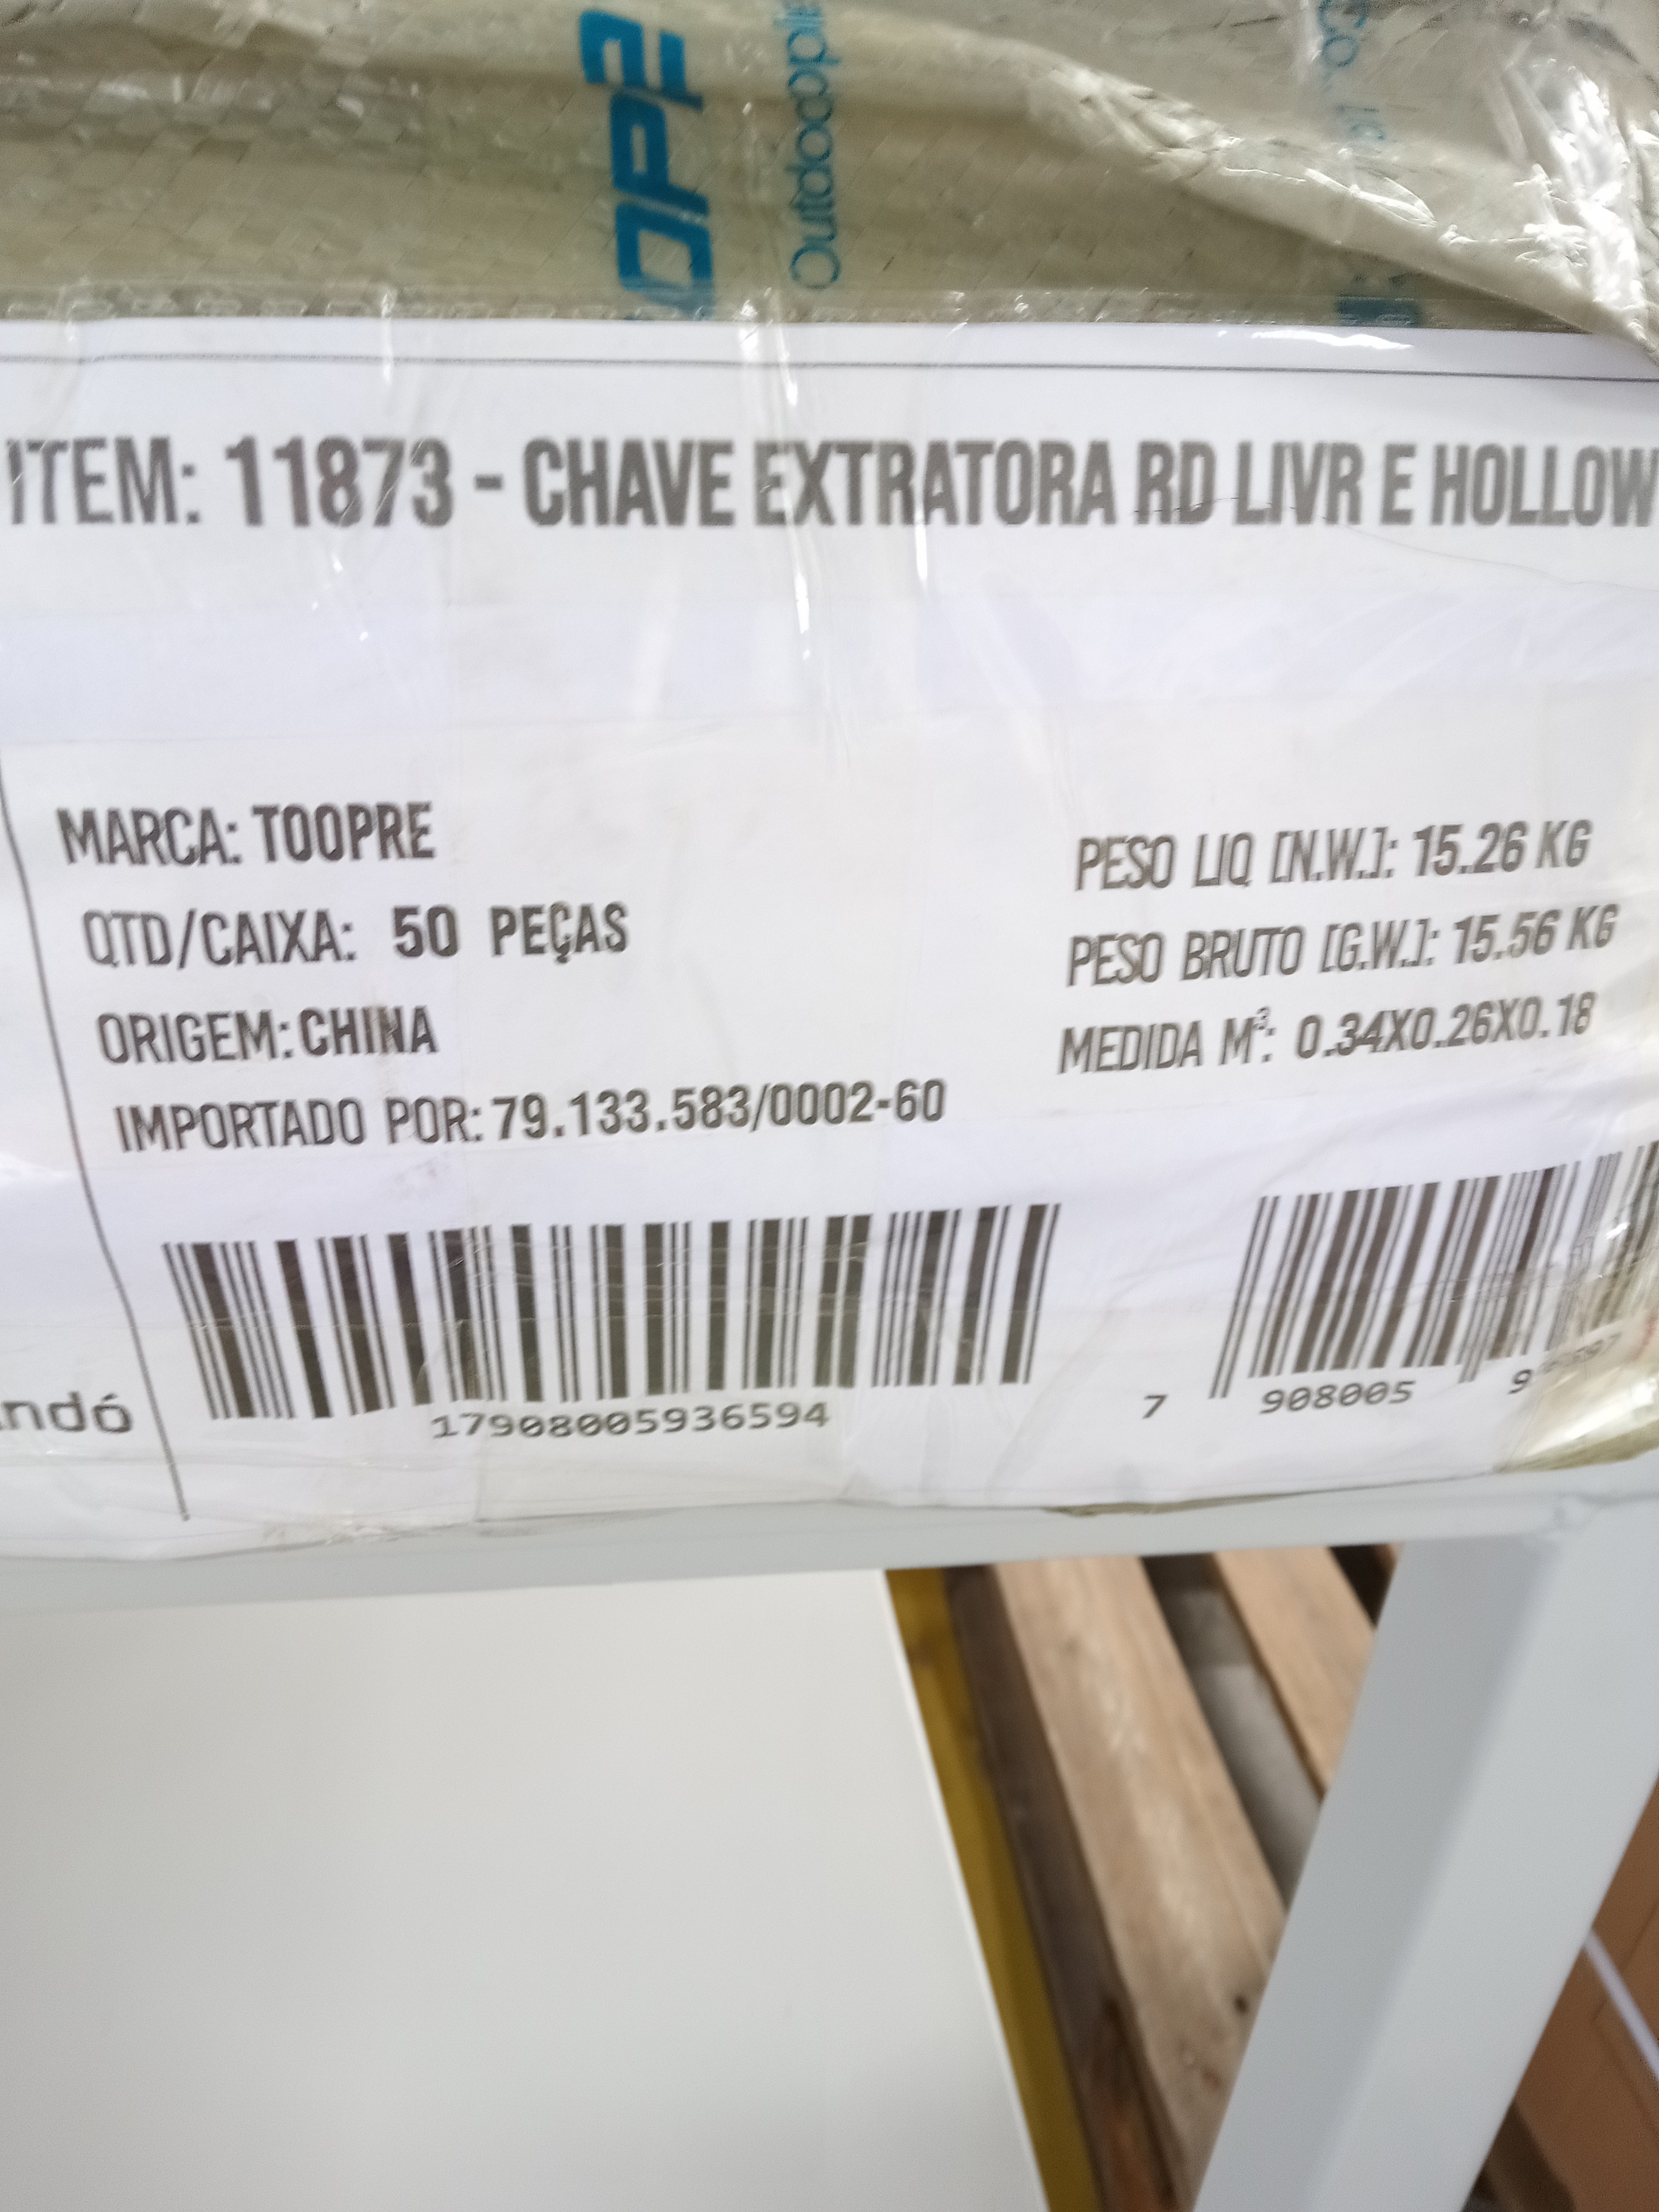 Outdoo
ITEM: 11873 - CHAVE EXTRATORA RD LIVR E HOLLOW
MARCA: TOOPRE
QTD/CAIXA: 50 PEÇAS
ORIGEM: CHINA
IMPORTADO POR: 79.133.583/0002-60
PESO LIQ [N.W.]: 15.26 KG
PESO BRUTO [G.W.]: 15.56 KG
MEDIDA M³: 0.34X0.26X0.18
ndó
17908005936594
7 908005